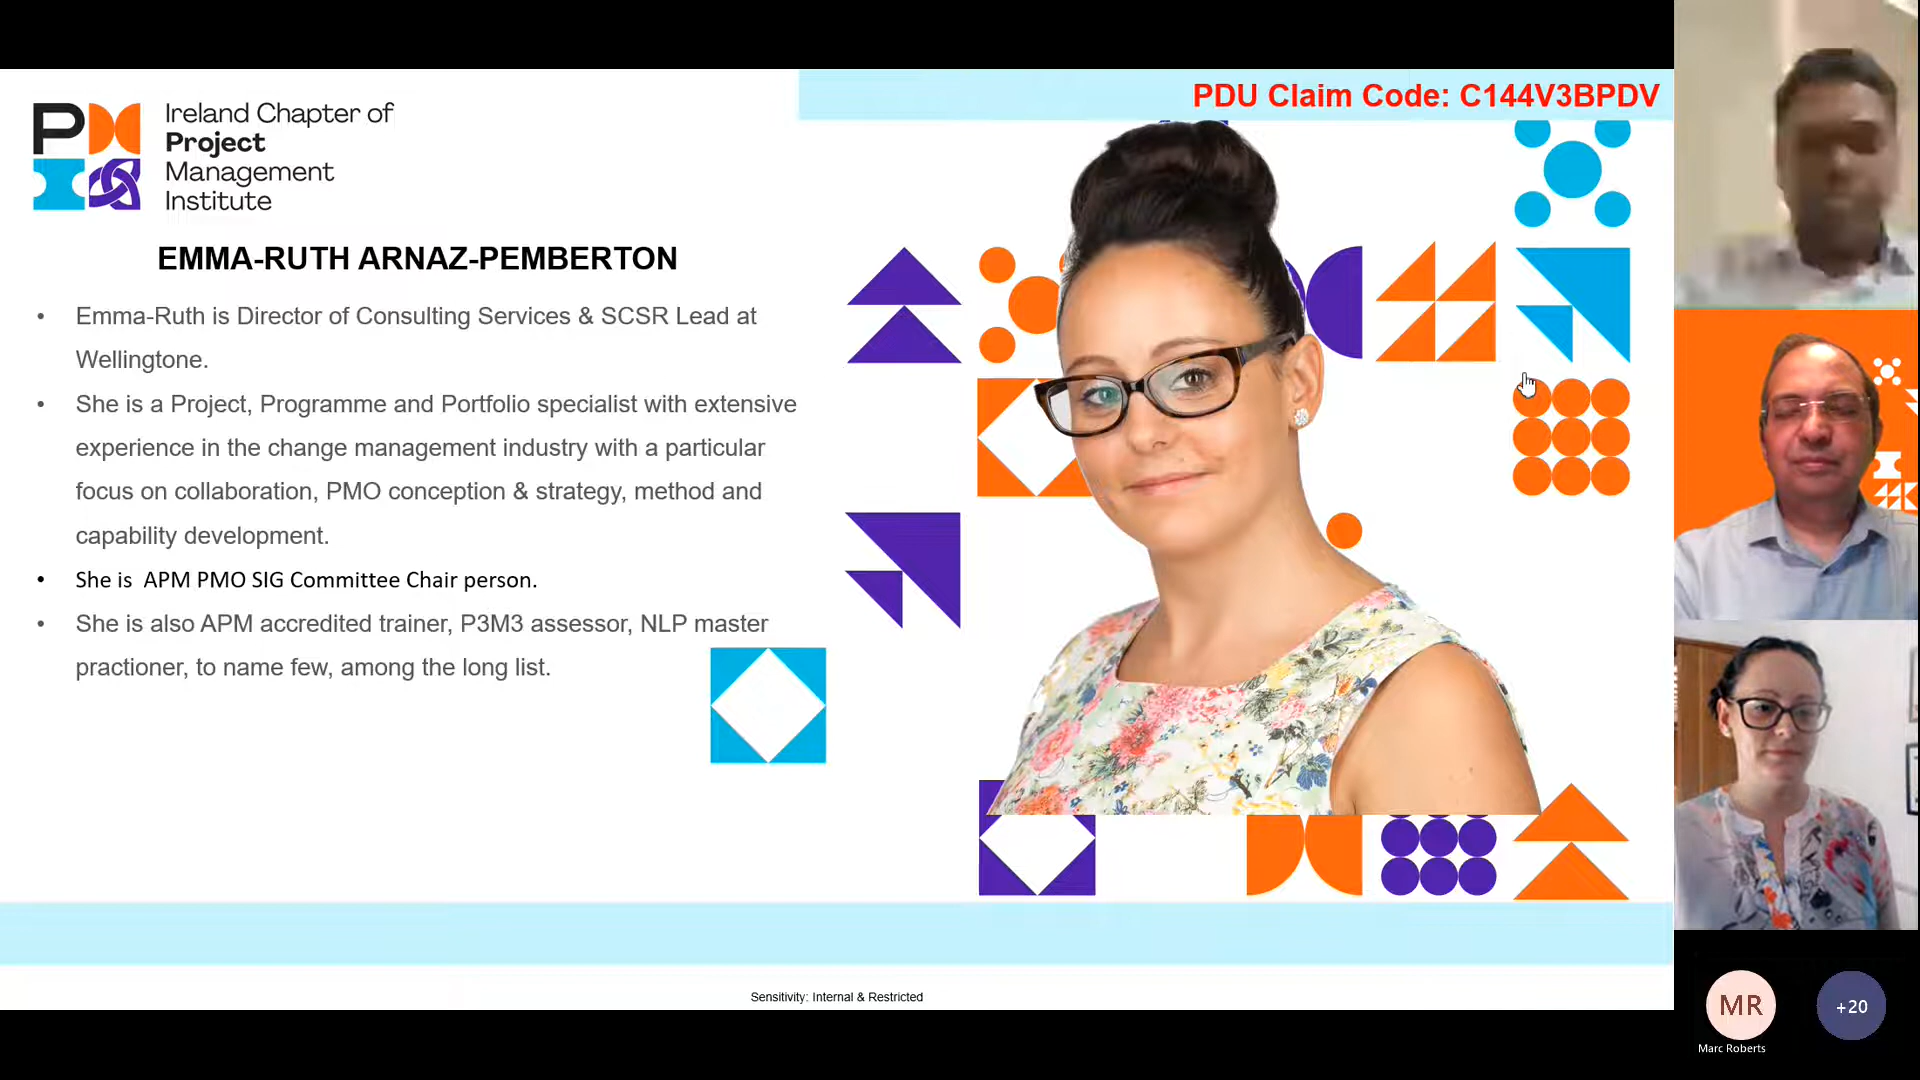 PDU Claim Code: C144V3BPDV
Ireland Chapter of
Project
Management
Institute
EMMA-RUTH ARNAZ-PEMBERTON
• Emma-Ruth is Director of Consulting Services & SCSR Lead at
Wellingtone.
• She is a Project, Programme and Portfolio specialist with extensive
experience in the change management industry with a particular
focus on collaboration, PMO conception & strategy, method and
capability development.
• She is  APM PMO SIG Committee Chair person.
• She is also APM accredited trainer, P3M3 assessor, NLP master
practioner, to name few, among the long list.
Sensitivity: Internal & Restricted
MR
+20
Marc Roberts